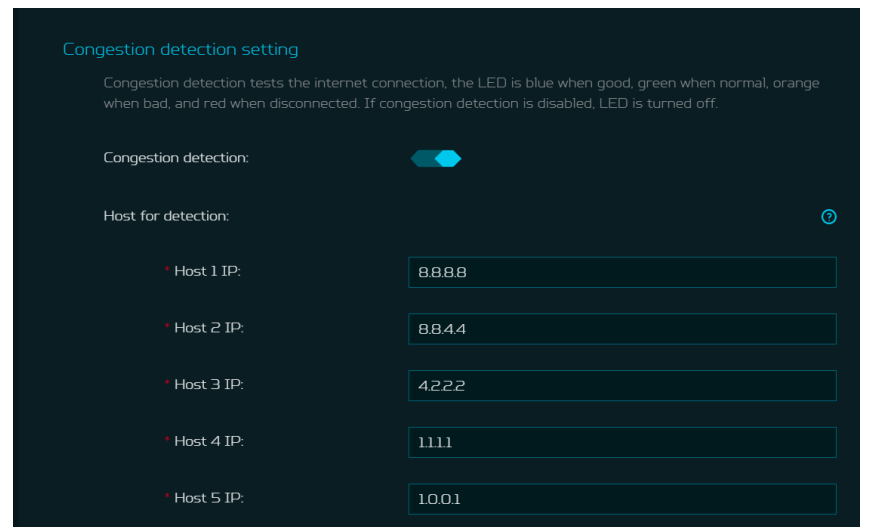 Congestion detection setting
Congestion detection tests the internet connection, the LED is blue when good, green when normal, orange
when bad, and red when disconnected. If congestion detection is disabled, LED is turned off.
Congestion detection:
Host for detection:
?
* Host 1 IP:
8.8.8.8
* Host 2 IP:
8.8.4.4
* Host 3 IP:
4.2.2.2
* Host 4 IP:
1.1.1.1
* Host 5 IP:
1.0.0.1